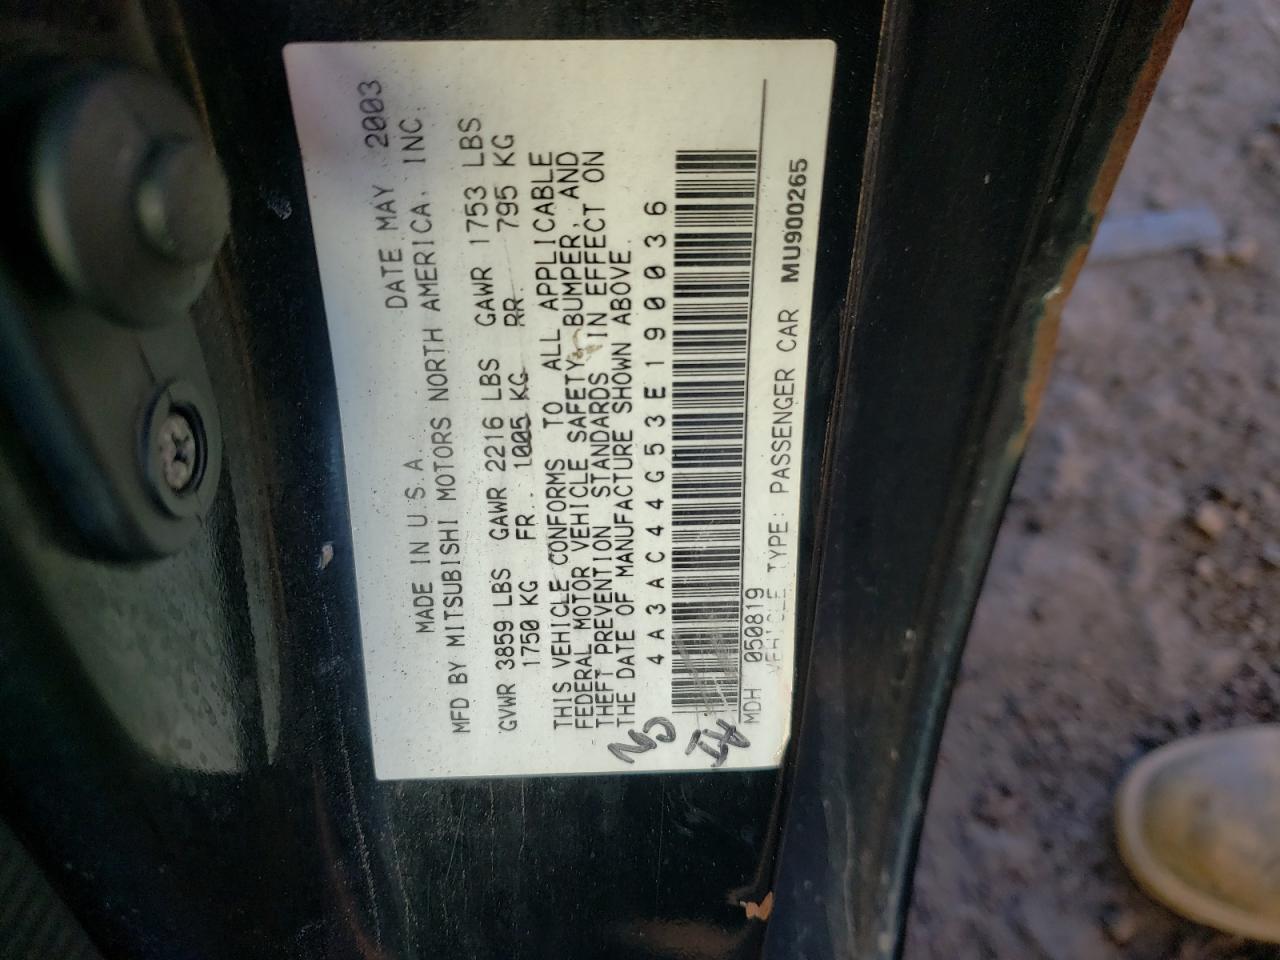 DATE MAY 2003
MADE IN U.S.A.
MFD BY MITSUBISHI MOTORS NORTH AMERICA, INC.
GVWR 3859 LBS GAWR 2216 LBS GAWR 1753 LBS
1750 KG FR. 1005 KG RR. 795 KG
THIS VEHICLE CONFORMS TO ALL APPLICABLE
FEDERAL MOTOR VEHICLE SAFETY, BUMPER, AND
THEFT PREVENTION STANDARDS IN EFFECT ON
THE DATE OF MANUFACTURE SHOWN ABOVE.
4A3AC44G53E190036
MDH 050819
VEHICLE TYPE: PASSENGER CAR MU900265